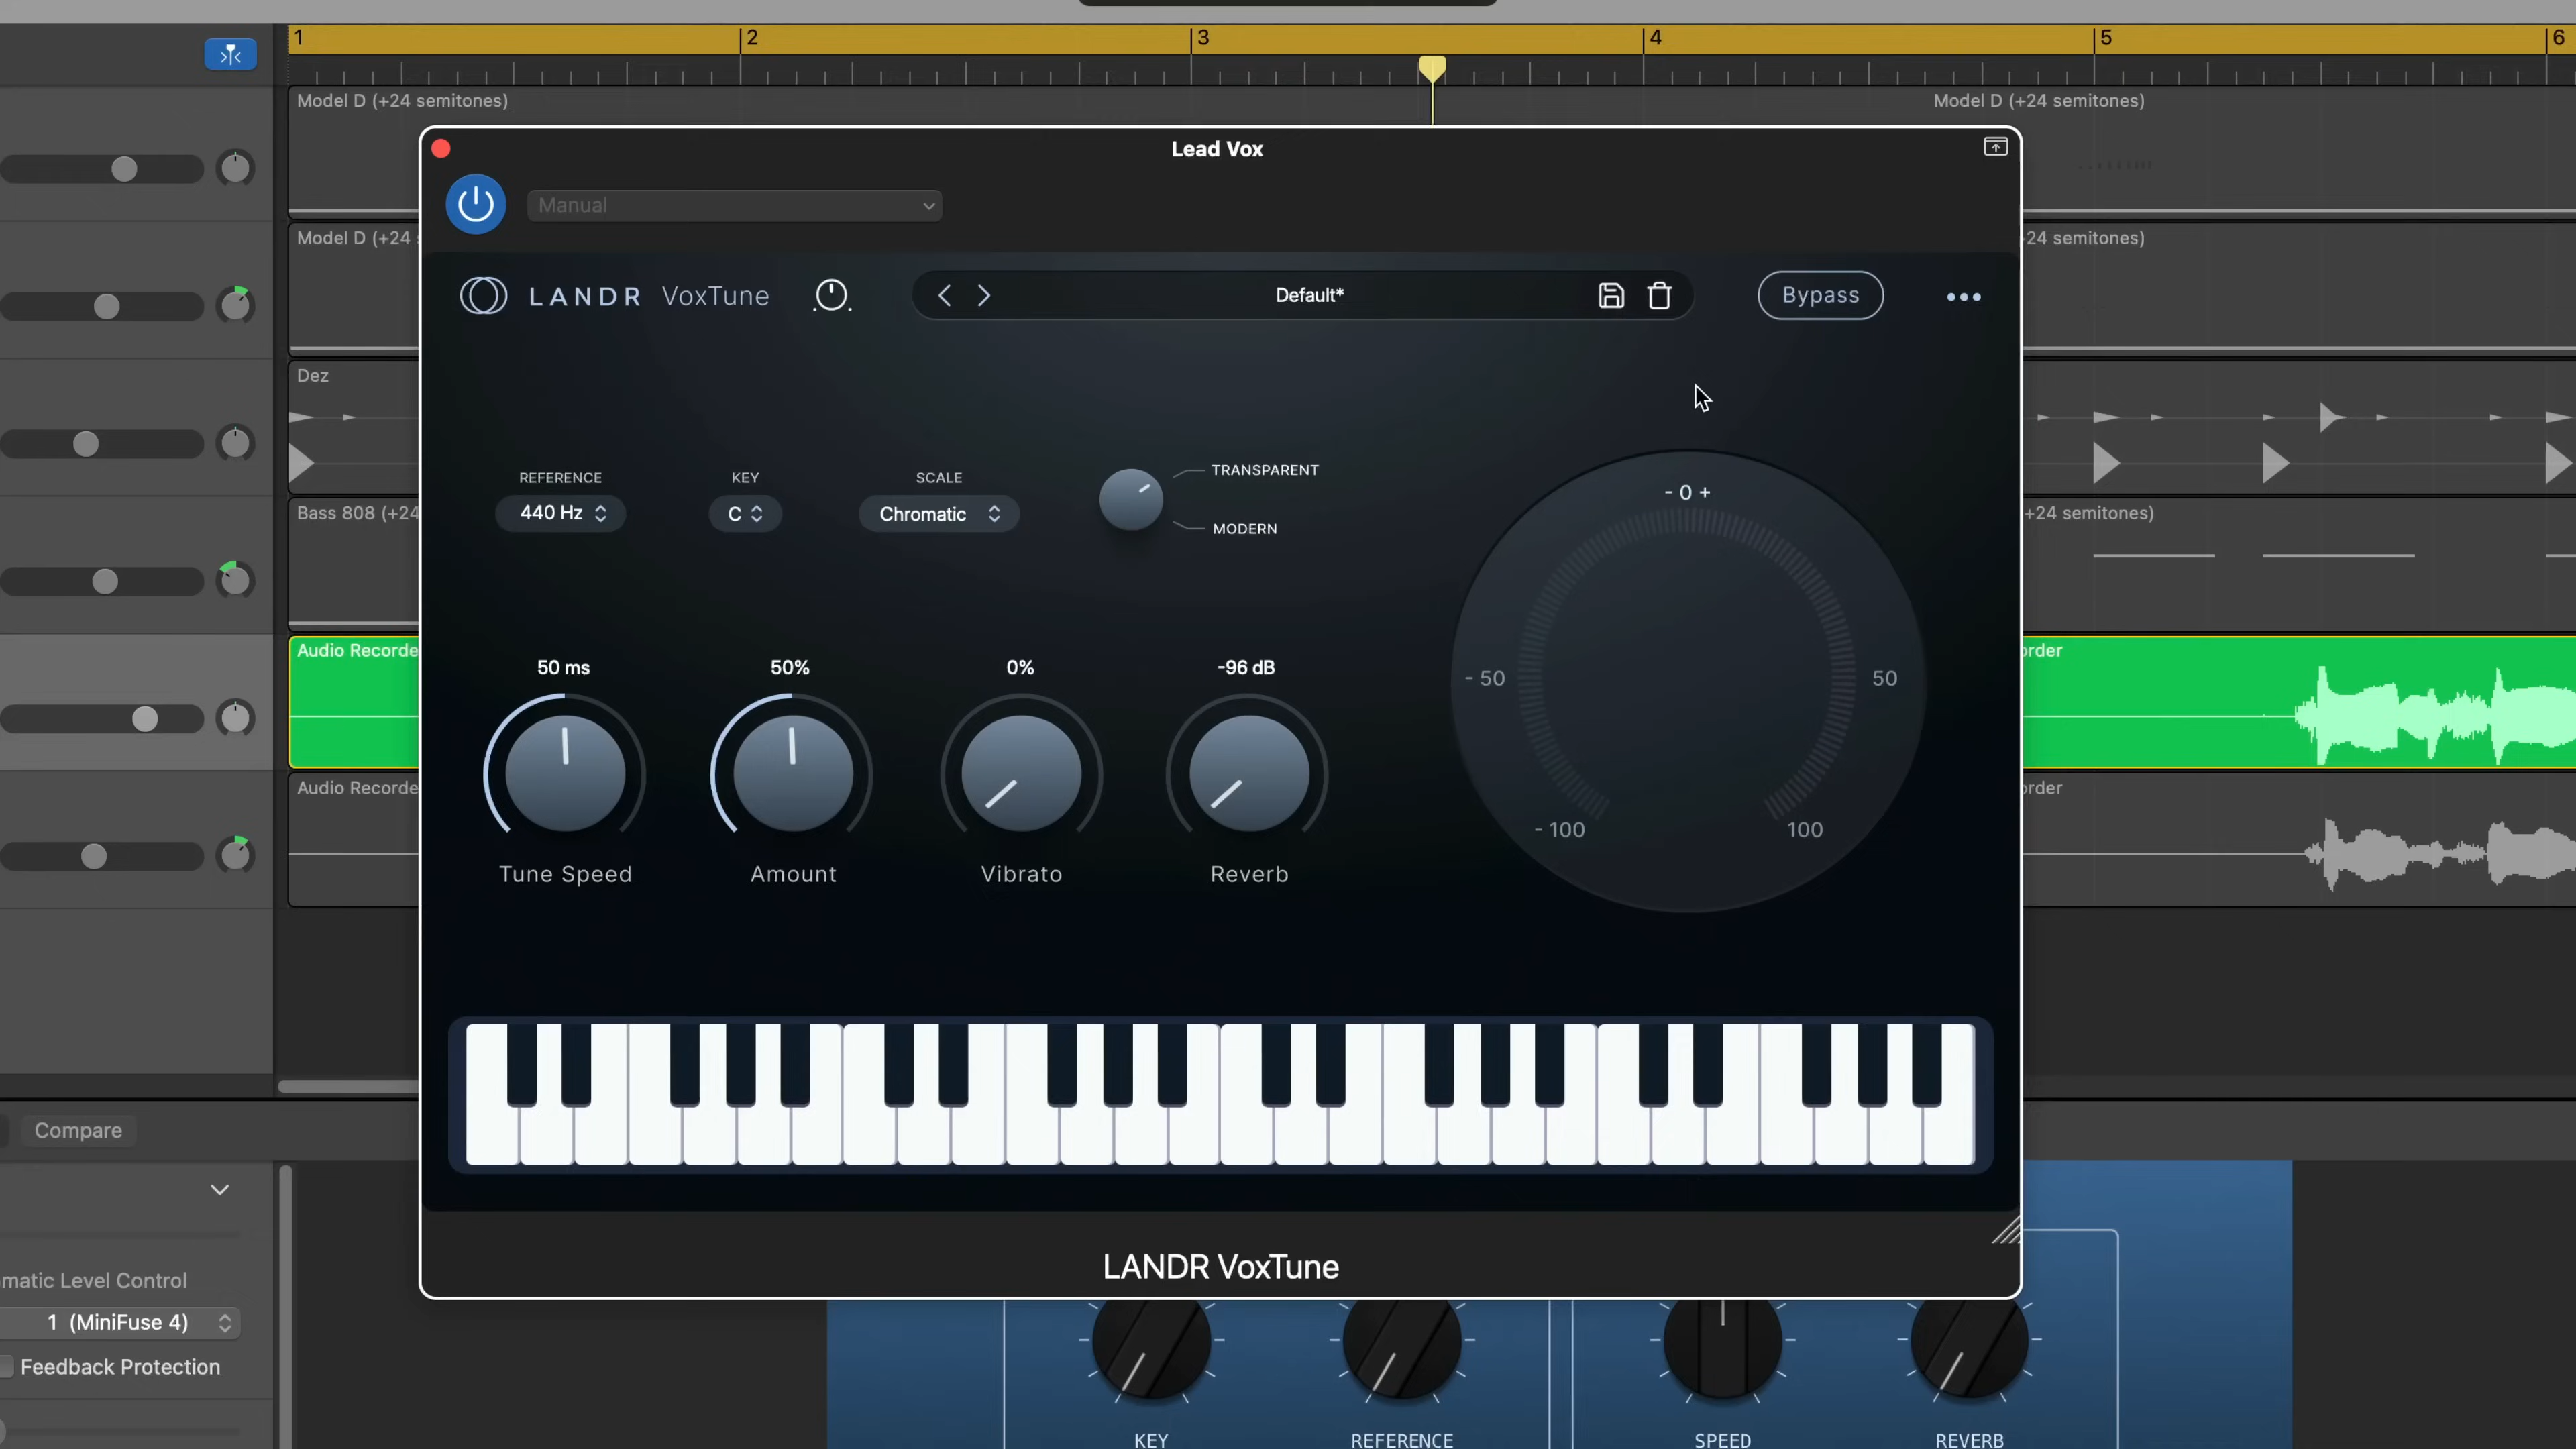 1 2 3 4 5 6
Model D (+24 semitones) Model D (+24 semitones)
Lead Vox
Manual
Model D (+24 24 semitones)
LANDR VoxTune Default* Bypass
Dez
REFERENCE KEY SCALE TRANSPARENT
440 Hz C Chromatic MODERN
- 0 +
Bass 808 (+24 +24 semitones)
Audio Recorde order
50 ms 50% 0% -96 dB
- 50 50
Audio Recorde order
- 100 100
Tune Speed Amount Vibrato Reverb
Compare
LANDR VoxTune
matic Level Control
1 (MiniFuse 4)
Feedback Protection
KEY REFERENCE SPEED REVERB